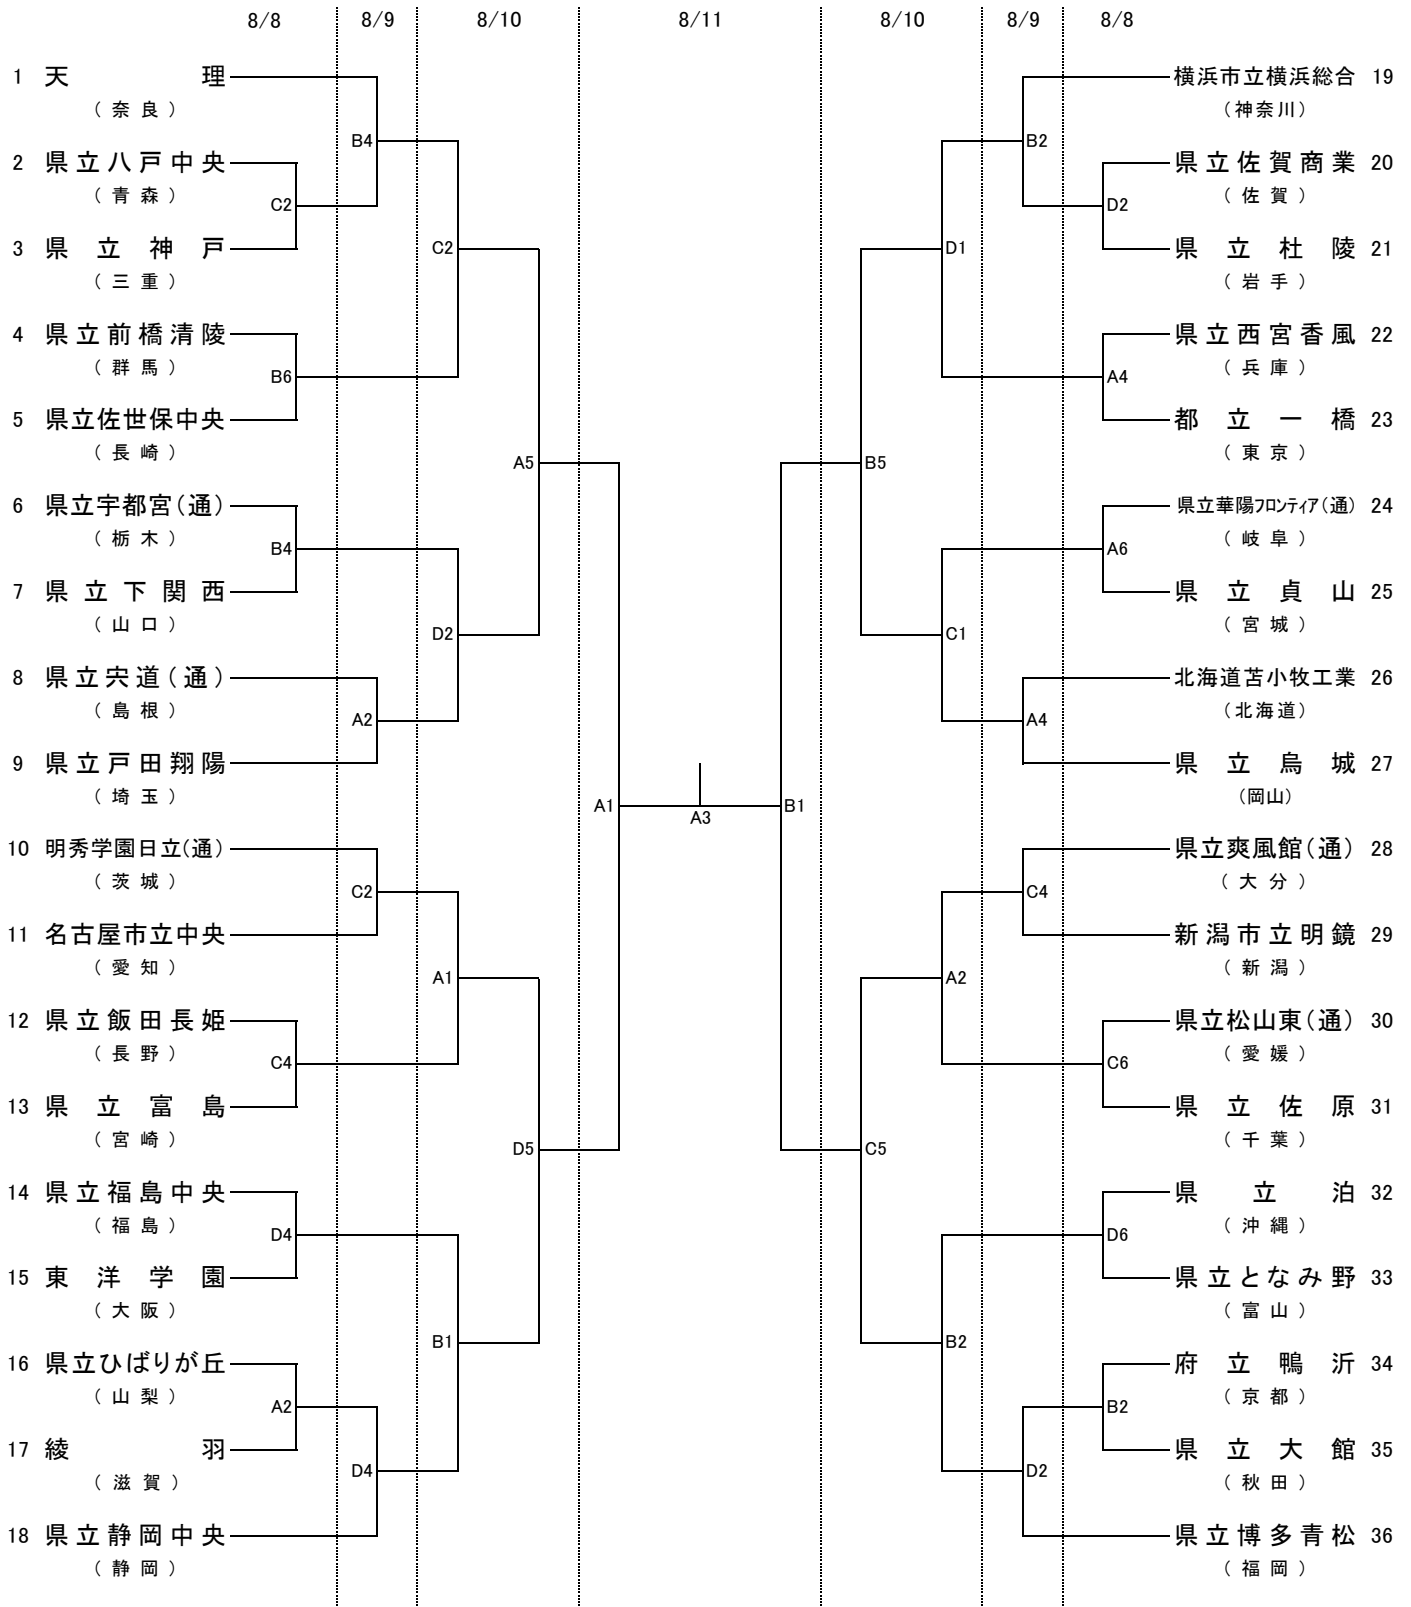 8/8 8/9 8/10 8/11 8/10 8/9 8/8
1 天理
（奈良）
B4
2 県立八戸中央
（青森）
C2
3 県立神戸
（三重）
C2
4 県立前橋清陵
（群馬）
B6
5 県立佐世保中央
（長崎）
A5
6 県立宇都宮（通）
（栃木）
B4
7 県立下関西
（山口）
D2
8 県立宍道（通）
（島根）
A2
9 県立戸田翔陽
（埼玉）
A1
10 明秀学園日立（通）
（茨城）
C2
11 名古屋市立中央
（愛知）
A1
12 県立飯田長姫
（長野）
C4
13 県立富島
（宮崎）
D5
14 県立福島中央
（福島）
D4
15 東洋学園
（大阪）
B1
16 県立ひばりが丘
（山梨）
A2
17 綾羽
（滋賀）
D4
18 県立静岡中央
（静岡）
A3
横浜市立横浜総合 19
（神奈川）
B2
県立佐賀商業 20
（佐賀）
D2
県立杜陵 21
（岩手）
D1
県立西宮香風 22
（兵庫）
A4
都立一橋 23
（東京）
B5
県立華陽フロンティア（通） 24
（岐阜）
A6
県立貞山 25
（宮城）
C1
北海道苫小牧工業 26
（北海道）
A4
県立烏城 27
（岡山）
B1
県立爽風館（通） 28
（大分）
C4
新潟市立明鏡 29
（新潟）
A2
県立松山東（通） 30
（愛媛）
C6
県立佐原 31
（千葉）
C5
県立泊 32
（沖縄）
D6
県立となみ野 33
（富山）
B2
府立鴨沂 34
（京都）
B2
県立大館 35
（秋田）
D2
県立博多青松 36
（福岡）